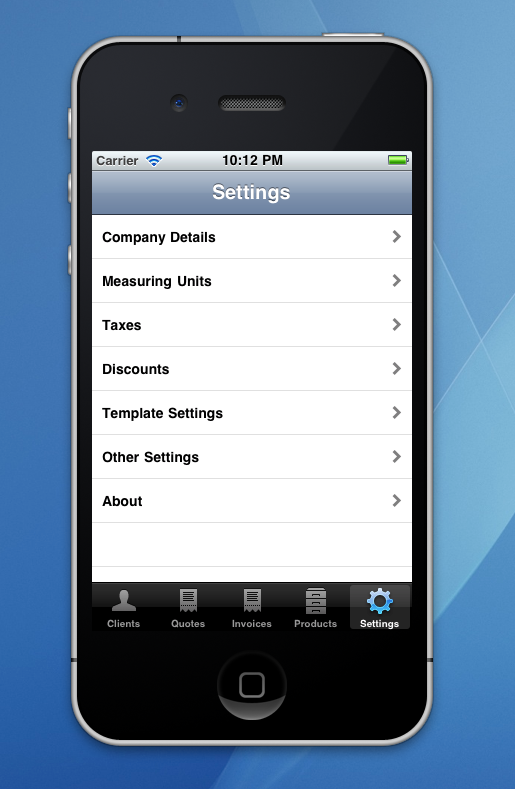 Carrier 10:12 PM
Settings
Company Details
Measuring Units
Taxes
Discounts
Template Settings
Other Settings
About
Clients Quotes Invoices Products Settings